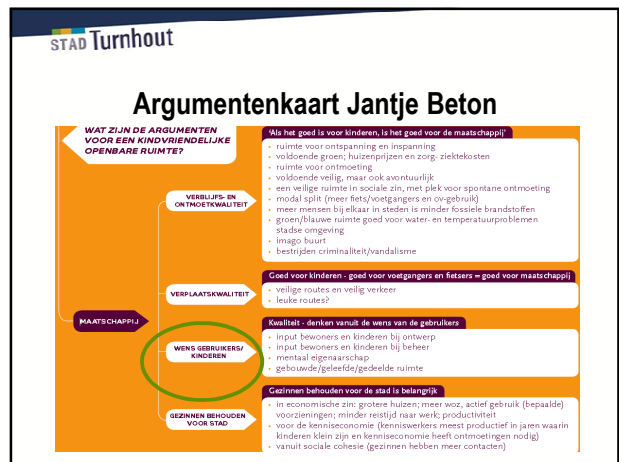 STAD Turnhout
Argumentenkaart Jantje Beton
WAT ZIJN DE ARGUMENTEN
VOOR EEN KINDVRIENDELIJKE
OPENBARE RUIMTE?
MAATSCHAPPIJ
VERBLIJFS- EN
ONTMOETKWALITEIT
'Als het goed is voor kinderen, is het goed voor de maatschappij'
• ruimte voor ontspanning en inspanning
• voldoende groen; huizenprijzen en zorg- ziektekosten
• ruimte voor ontmoeting
• voldoende veilig, maar ook avontuurlijk
• een veilige ruimte in sociale zin, met plek voor spontane ontmoeting
• modal split (meer fiets/voetgangers en ov-gebruik)
• meer mensen bij elkaar in steden is minder fossiele brandstoffen
• groen/blauwe ruimte goed voor water- en temperatuurproblemen
stadse omgeving
• imago buurt
• bestrijden criminaliteit/vandalisme
VERPLAATSKWALITEIT
Goed voor kinderen - goed voor voetgangers en fietsers = goed voor maatschappij
• veilige routes en veilig verkeer
• leuke routes?
WENS GEBRUIKERS/
KINDEREN
Kwaliteit - denken vanuit de wens van de gebruikers
• input bewoners en kinderen bij ontwerp
• input bewoners en kinderen bij beheer
• mentaal eigenaarschap
• gebouwde/geleefde/gedeelde ruimte
GEZINNEN BEHOUDEN
VOOR STAD
Gezinnen behouden voor de stad is belangrijk
• in economische zin: grotere huizen; meer woz, actief gebruik (bepaalde)
voorzieningen; minder reistijd naar werk; productiviteit
• voor de kenniseconomie (kenniswerkers meest productief in jaren waarin
kinderen klein zijn en kenniseconomie heeft ontmoetingen nodig)
• vanuit sociale cohesie (gezinnen hebben meer contacten)